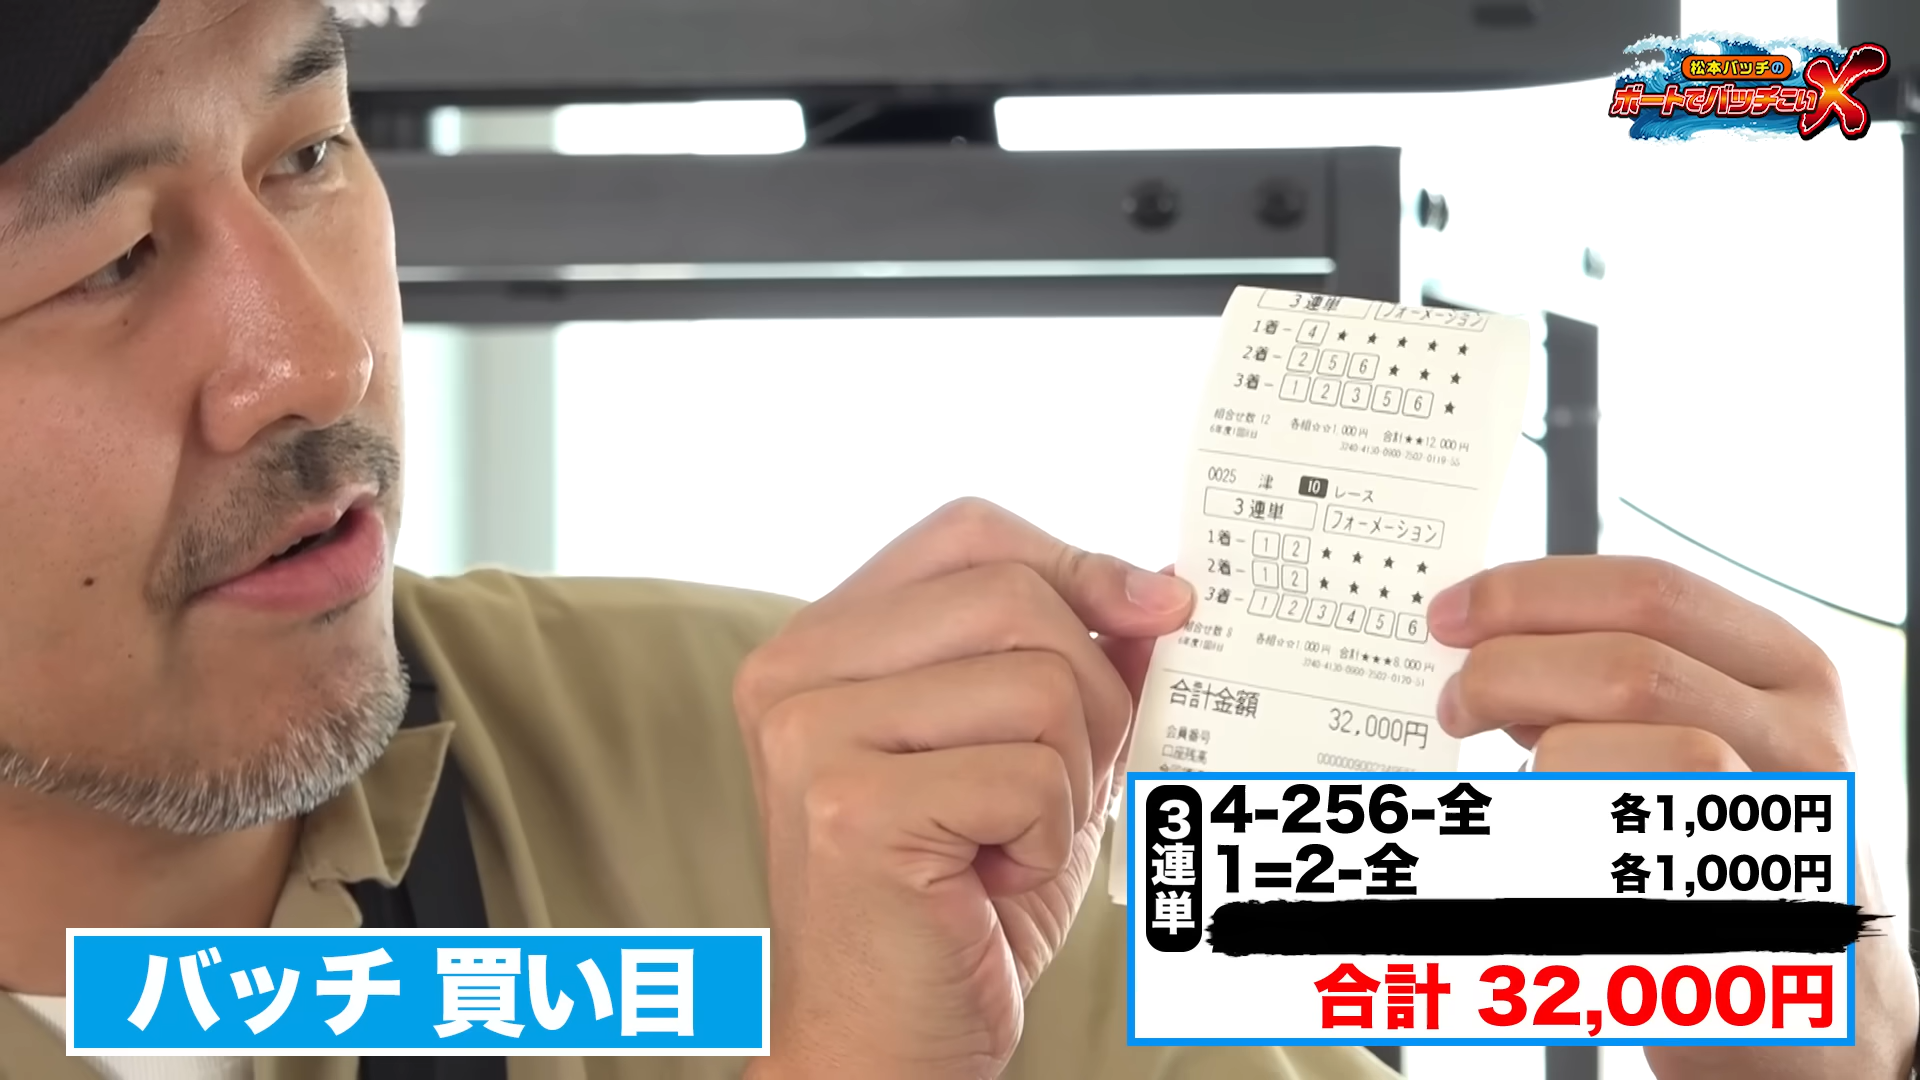 松本バッチの
ボートでバッチこいX
3連単 フォーメーション
1着- 4 ★ ★ ★ ★ ★
2着- 2 5 6 ★ ★ ★
3着- 1 2 3 5 6 ★
組合せ数 12 各組☆☆1,000円 合計★★12,000円
0025 津 10 レース
3連単 フォーメーション
1着- 1 2 ★ ★ ★ ★
2着- 1 2 ★ ★ ★ ★
3着- 1 2 3 4 5 6
組合せ数 8 各組☆☆1,000円 合計★★★8,000円
合計金額 32,000円
会員番号
口座残高
3連単
4-256-全 各1,000円
1=2-全 各1,000円
合計 32,000円
バッチ 買い目